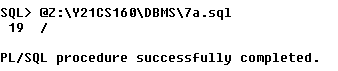 SQL> @Z:\Y21CS160\DBMS\7a.sql
19  /
PL/SQL procedure successfully completed.